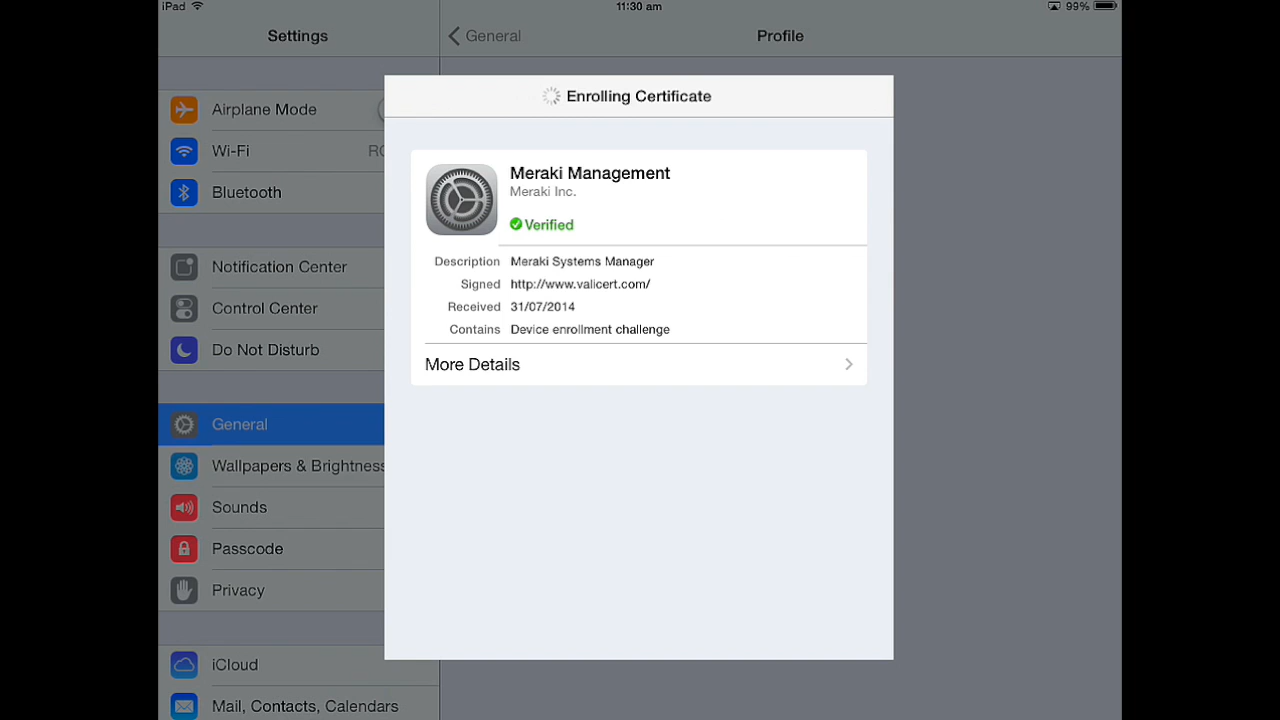 iPad
11:30 am
99%
Settings
General
Profile
Airplane Mode
Wi-Fi
Bluetooth
Notification Center
Control Center
Do Not Disturb
General
Wallpapers & Brightness
Sounds
Passcode
Privacy
iCloud
Mail, Contacts, Calendars
Enrolling Certificate
Meraki Management
Meraki Inc.
Verified
Description Meraki Systems Manager
Signed http://www.valicert.com/
Received 31/07/2014
Contains Device enrollment challenge
More Details